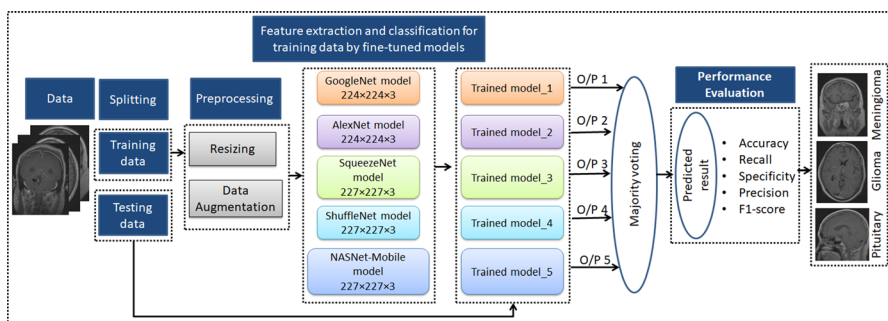 Feature extraction and classification for
training data by fine-tuned models
Data
Splitting
Preprocessing
Training
data
Testing
data
Resizing
Data
Augmentation
GoogleNet model
224×224×3
AlexNet model
224×224×3
SqueezeNet
model
227×227×3
ShuffleNet model
227×227×3
NASNet-Mobile
model
227×227×3
Trained model_1
Trained model_2
Trained model_3
Trained model_4
Trained model_5
O/P 1
O/P 2
O/P 3
O/P 4
O/P 5
Majority voting
Performance
Evaluation
Predicted
result
• Accuracy
• Recall
• Specificity
• Precision
• F1-score
Meningioma
Glioma
Pituitary